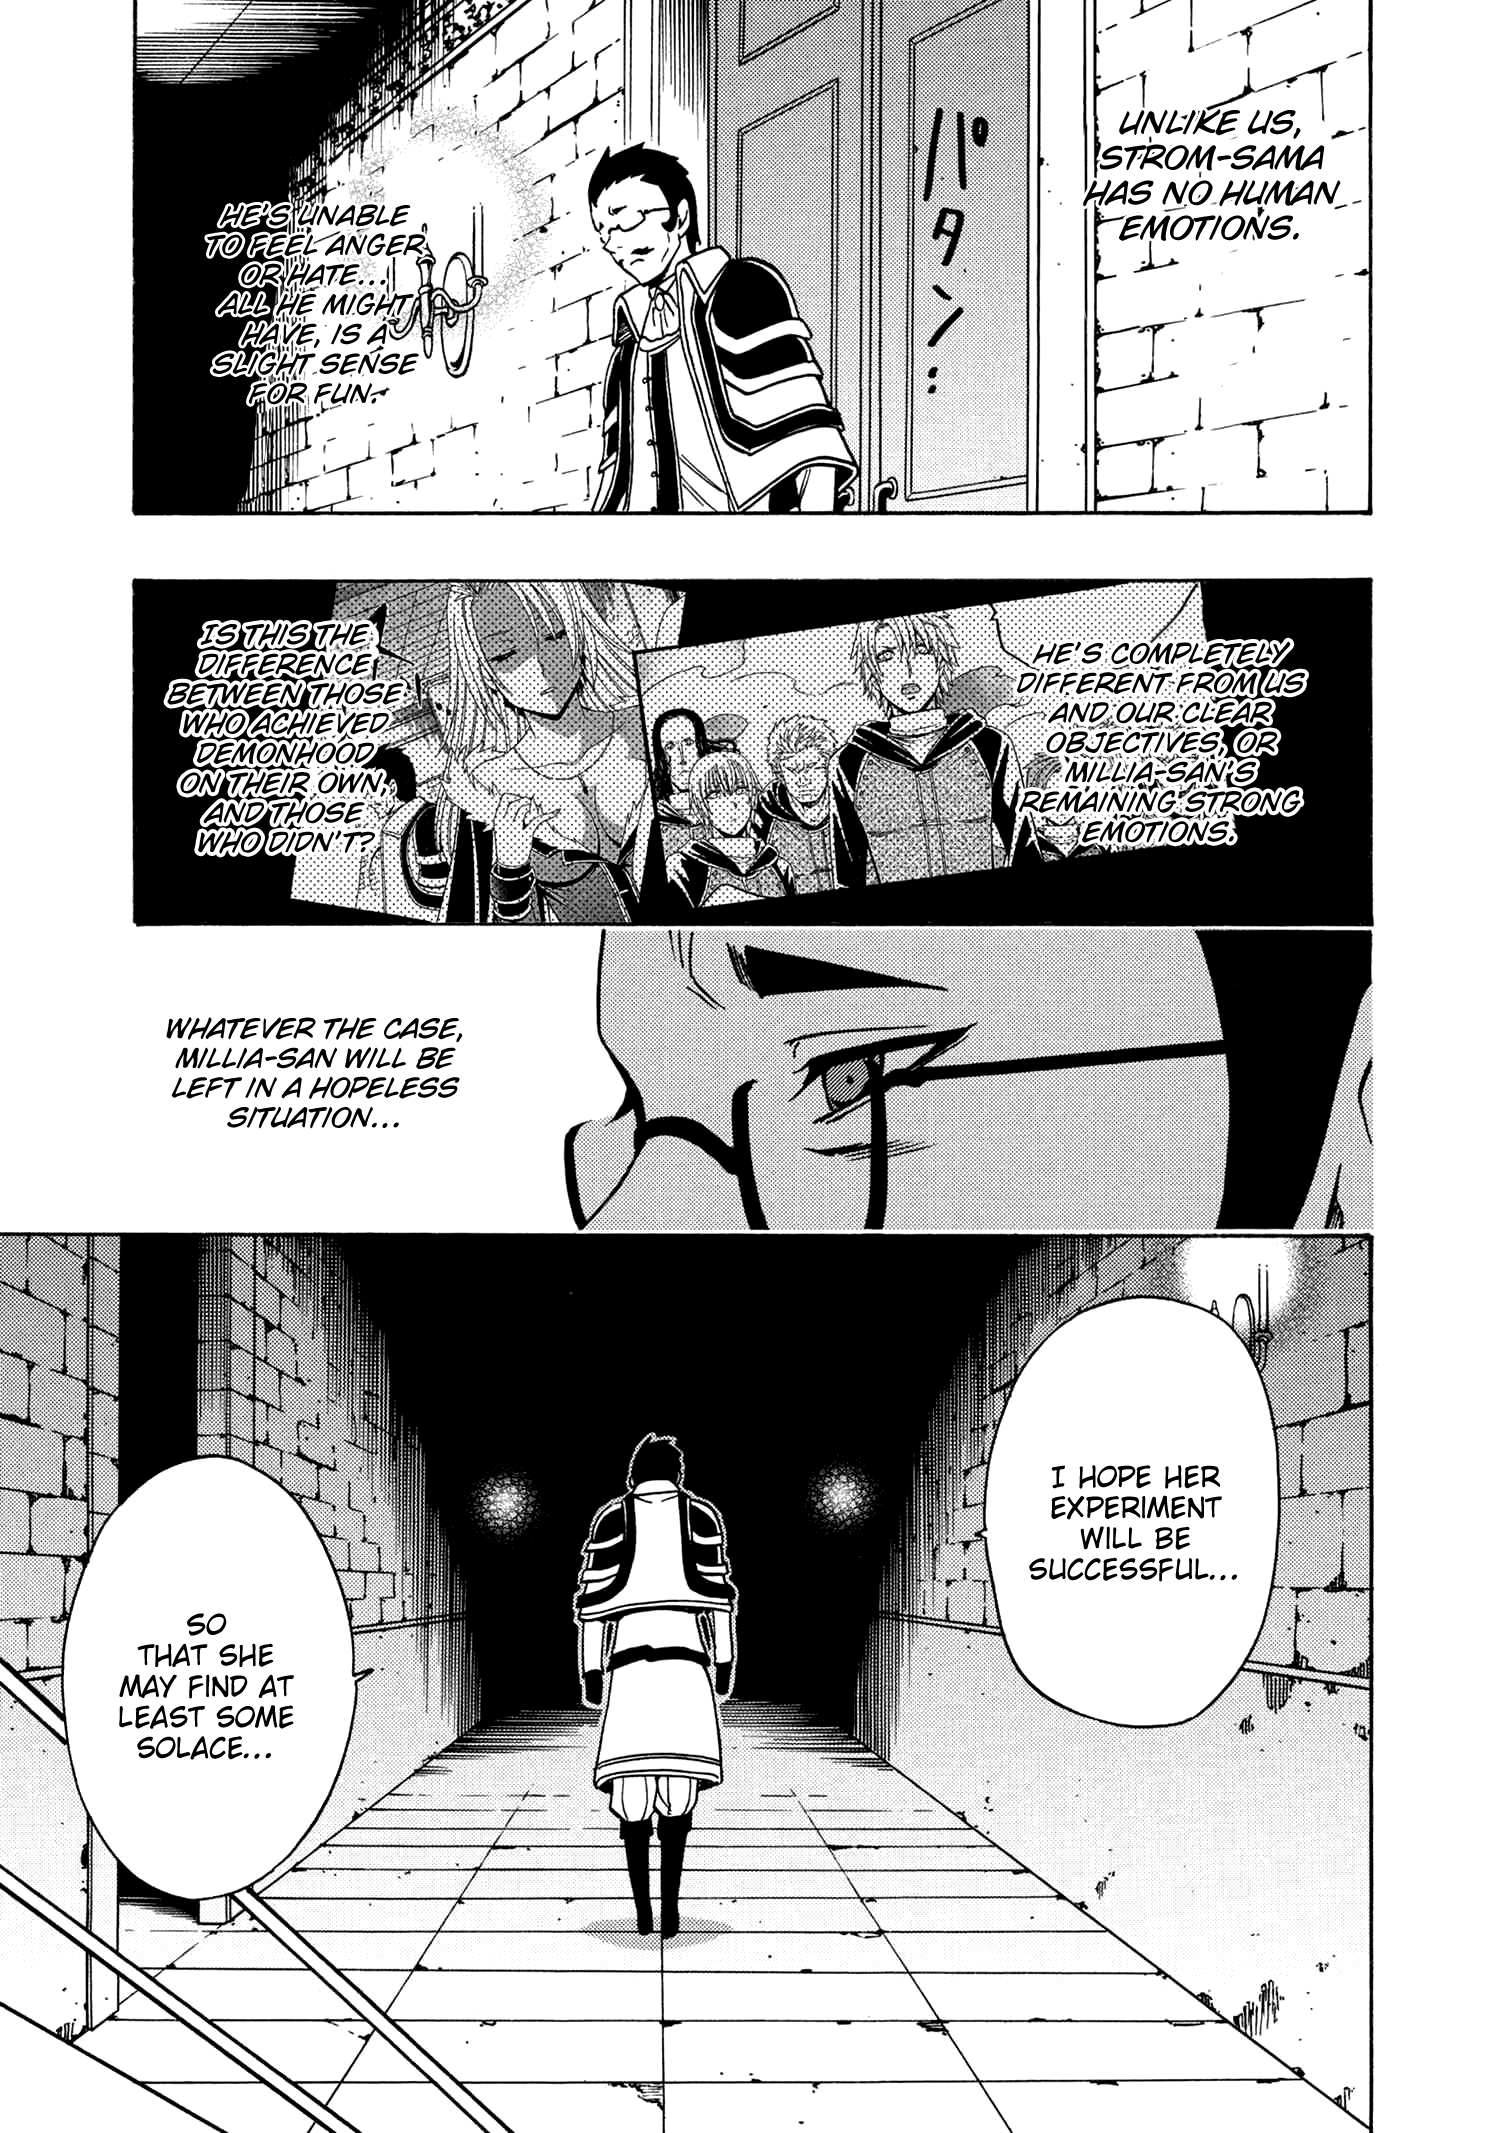 UNLIKE US,
STROM-SAMA
HAS NO HUMAN
EMOTIONS.
パタン…
HE'S UNABLE
TO FEEL ANGER
OR HATE...
ALL HE MIGHT
HAVE, IS A
SLIGHT SENSE
FOR FUN.
HE'S COMPLETELY
DIFFERENT FROM US
AND OUR CLEAR
OBJECTIVES, OR
MILLIA-SAN'S
REMAINING STRONG
EMOTIONS.
IS THIS THE
DIFFERENCE
BETWEEN THOSE
WHO ACHIEVED
DEMONHOOD
ON THEIR OWN,
AND THOSE
WHO DIDN'T?
WHATEVER THE CASE,
MILLIA-SAN WILL BE
LEFT IN A HOPELESS
SITUATION...
I HOPE HER
EXPERIMENT
WILL BE
SUCCESSFUL...
SO
THAT SHE
MAY FIND AT
LEAST SOME
SOLACE...